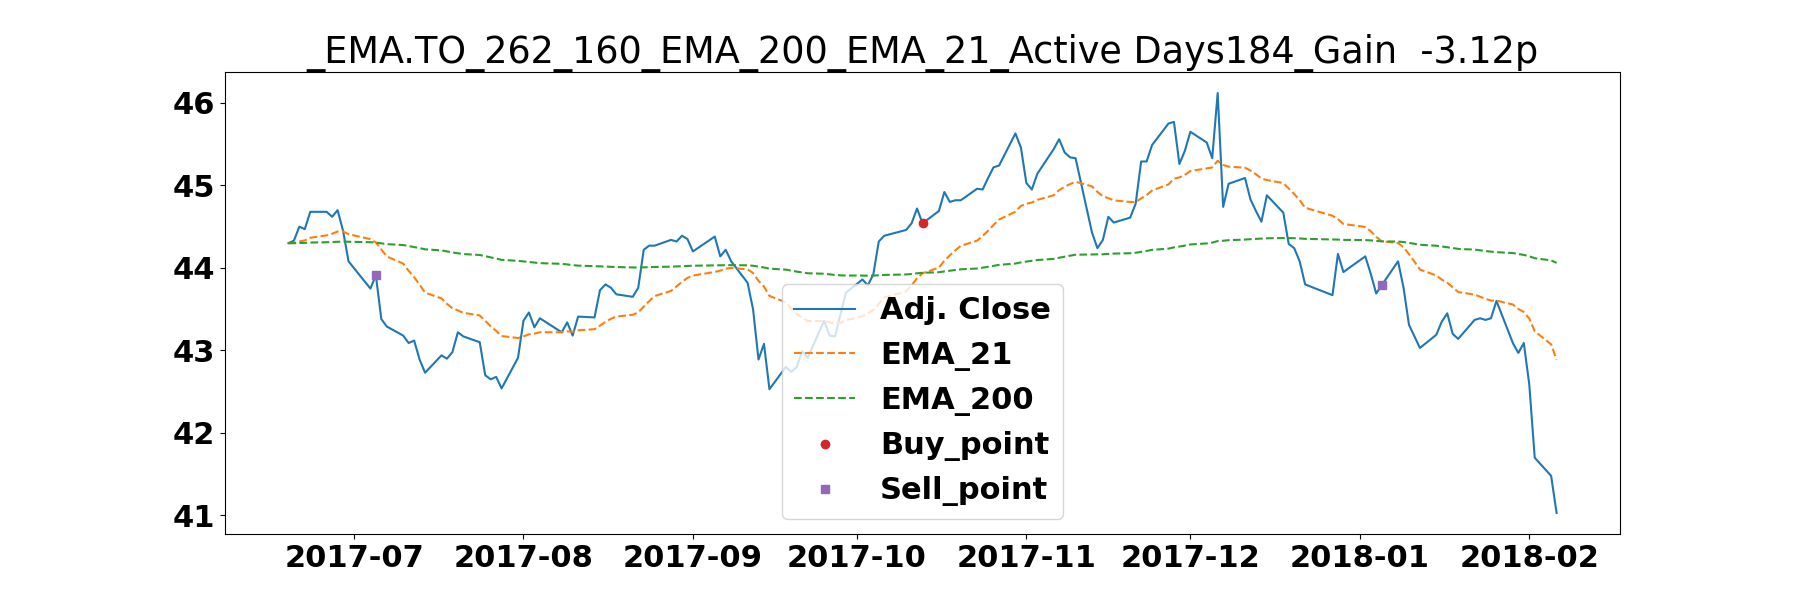 _EMA.TO_262_160_EMA_200_EMA_21_Active Days184_Gain  -3.12p
46
45
44
43
42
41
Adj. Close
EMA_21
EMA_200
Buy_point
Sell_point
2017-07 2017-08 2017-09 2017-10 2017-11 2017-12 2018-01 2018-02